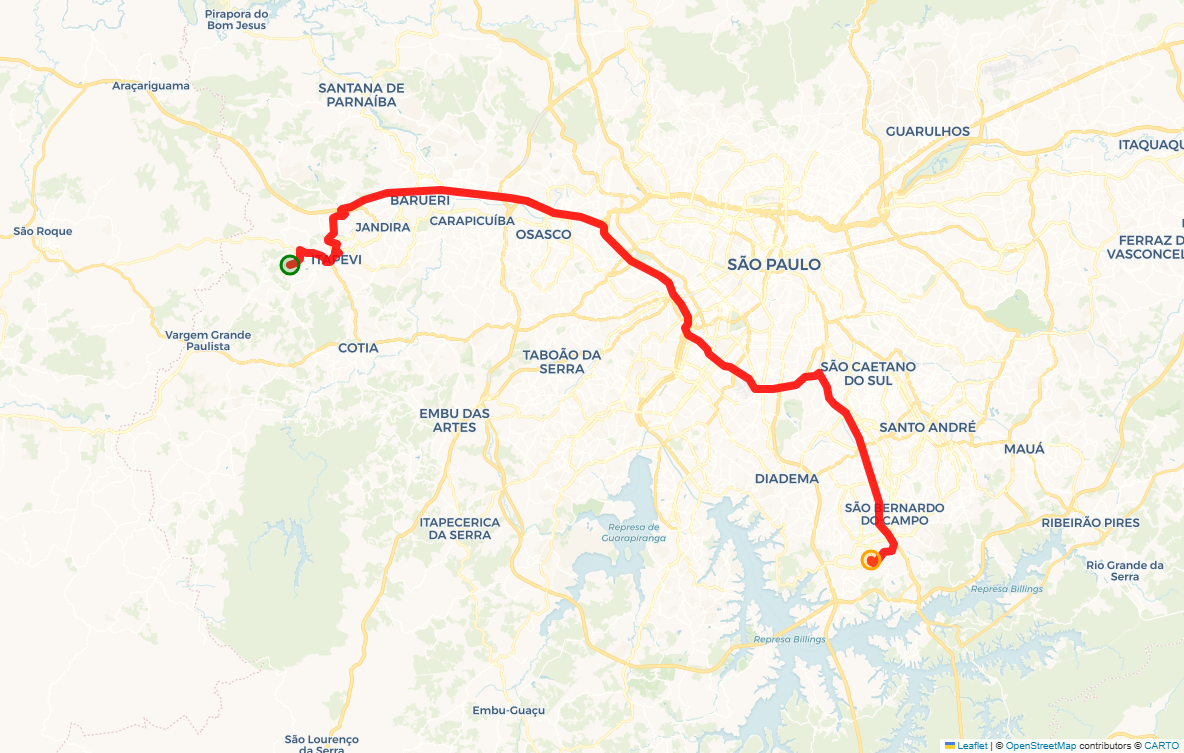 Pirapora do
Bom Jesus
Araçariguama
SANTANA DE
PARNAÍBA
GUARULHOS
ITAQUAQU
BARUERI
CARAPICUÍBA
JANDIRA
OSASCO
São Roque
ITAPEVI
SÃO PAULO
FERRAZ D
VASCONCEL
Vargem Grande
Paulista
COTIA
TABOÃO DA
SERRA
SÃO CAETANO
DO SUL
EMBU DAS
ARTES
SANTO ANDRÉ
MAUÁ
DIADEMA
SÃO BERNARDO
DO CAMPO
ITAPECERICA
DA SERRA
Represa de
Guarapiranga
RIBEIRÃO PIRES
Rio Grande da
Serra
Represa Billings
Represa Billings
Embu-Guaçu
São Lourenço
da Serra
Leaflet | © OpenStreetMap contributors © CARTO